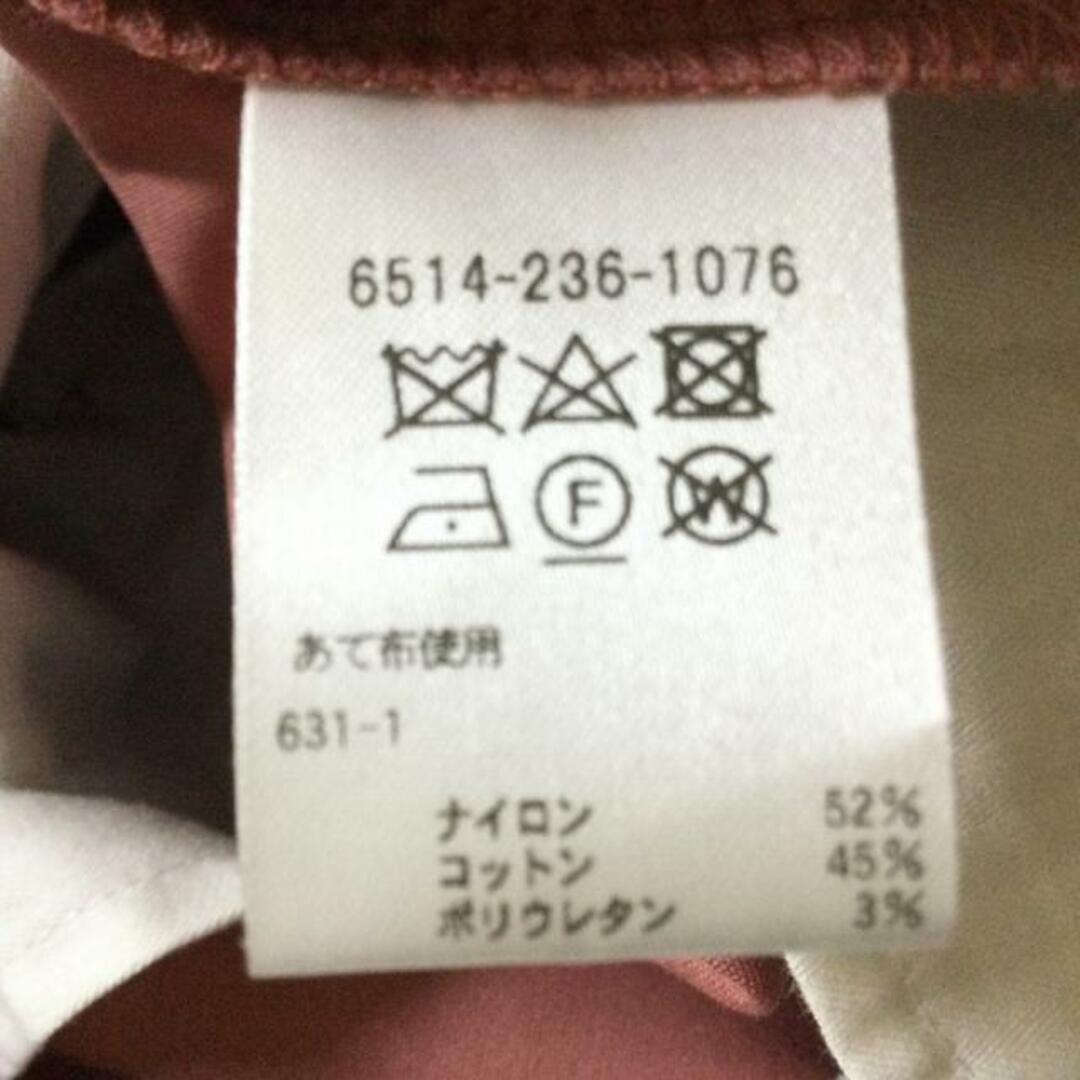 6514-236-1076
F W
あて布使用
631-1
ナイロン 52%
コットン 45%
ポリウレタン 3%